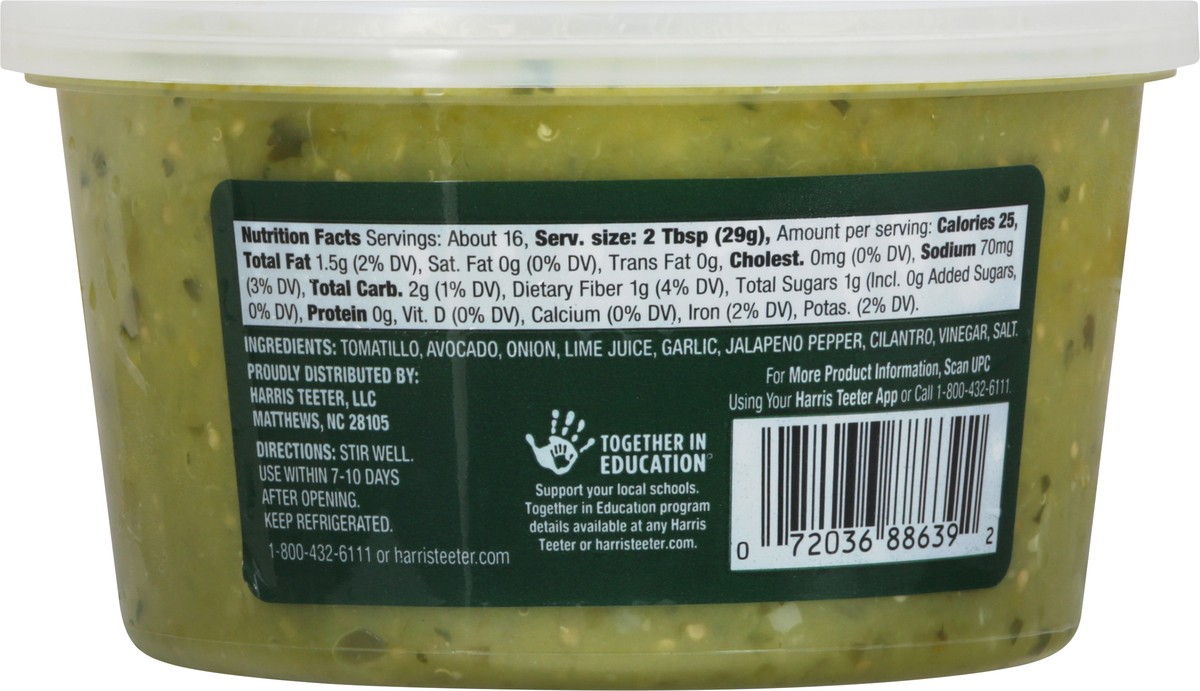 Nutrition Facts Servings: About 16, Serv. size: 2 Tbsp (29g), Amount per serving: Calories 25,
Total Fat 1.5g (2% DV), Sat. Fat 0g (0% DV), Trans Fat 0g, Cholest. 0mg (0% DV), Sodium 70mg
(3% DV), Total Carb. 2g (1% DV), Dietary Fiber 1g (4% DV), Total Sugars 1g (Incl. 0g Added Sugars,
0% DV), Protein 0g, Vit. D (0% DV), Calcium (0% DV), Iron (2% DV), Potas. (2% DV).
INGREDIENTS: TOMATILLO, AVOCADO, ONION, LIME JUICE, GARLIC, JALAPENO PEPPER, CILANTRO, VINEGAR, SALT.
PROUDLY DISTRIBUTED BY:
HARRIS TEETER, LLC
MATTHEWS, NC 28105
DIRECTIONS: STIR WELL.
USE WITHIN 7-10 DAYS
AFTER OPENING.
KEEP REFRIGERATED.
1-800-432-6111 or harristeeter.com
TOGETHER IN
EDUCATION
Support your local schools.
Together in Education program
details available at any Harris
Teeter or harristeeter.com.
For More Product Information, Scan UPC
Using Your Harris Teeter App or Call 1-800-432-6111.
0 72036 88639 2